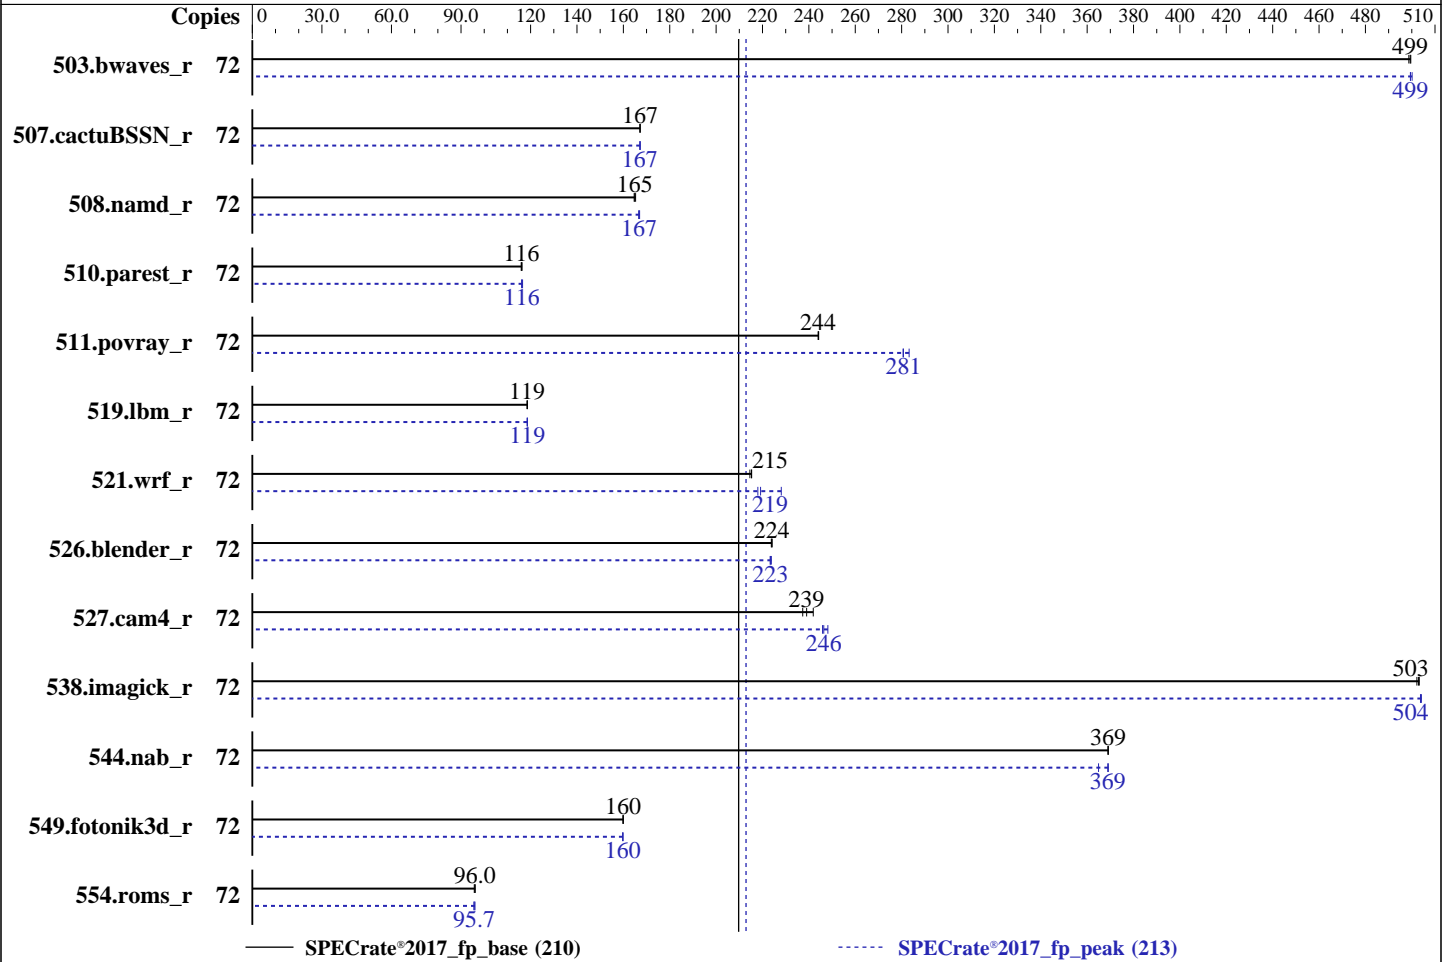 Copies 0 30.0 60.0 90.0 120 140 160 180 200 220 240 260 280 300 320 340 360 380 400 420 440 460 480 510
503.bwaves_r 72 499
499
507.cactuBSSN_r 72 167
167
508.namd_r 72 165
167
510.parest_r 72 116
116
511.povray_r 72 244
281
519.lbm_r 72 119
119
521.wrf_r 72 215
219
526.blender_r 72 224
223
527.cam4_r 72 239
246
538.imagick_r 72 503
504
544.nab_r 72 369
369
549.fotonik3d_r 72 160
160
554.roms_r 72 96.0
95.7
SPECrate®2017_fp_base (210) SPECrate®2017_fp_peak (213)